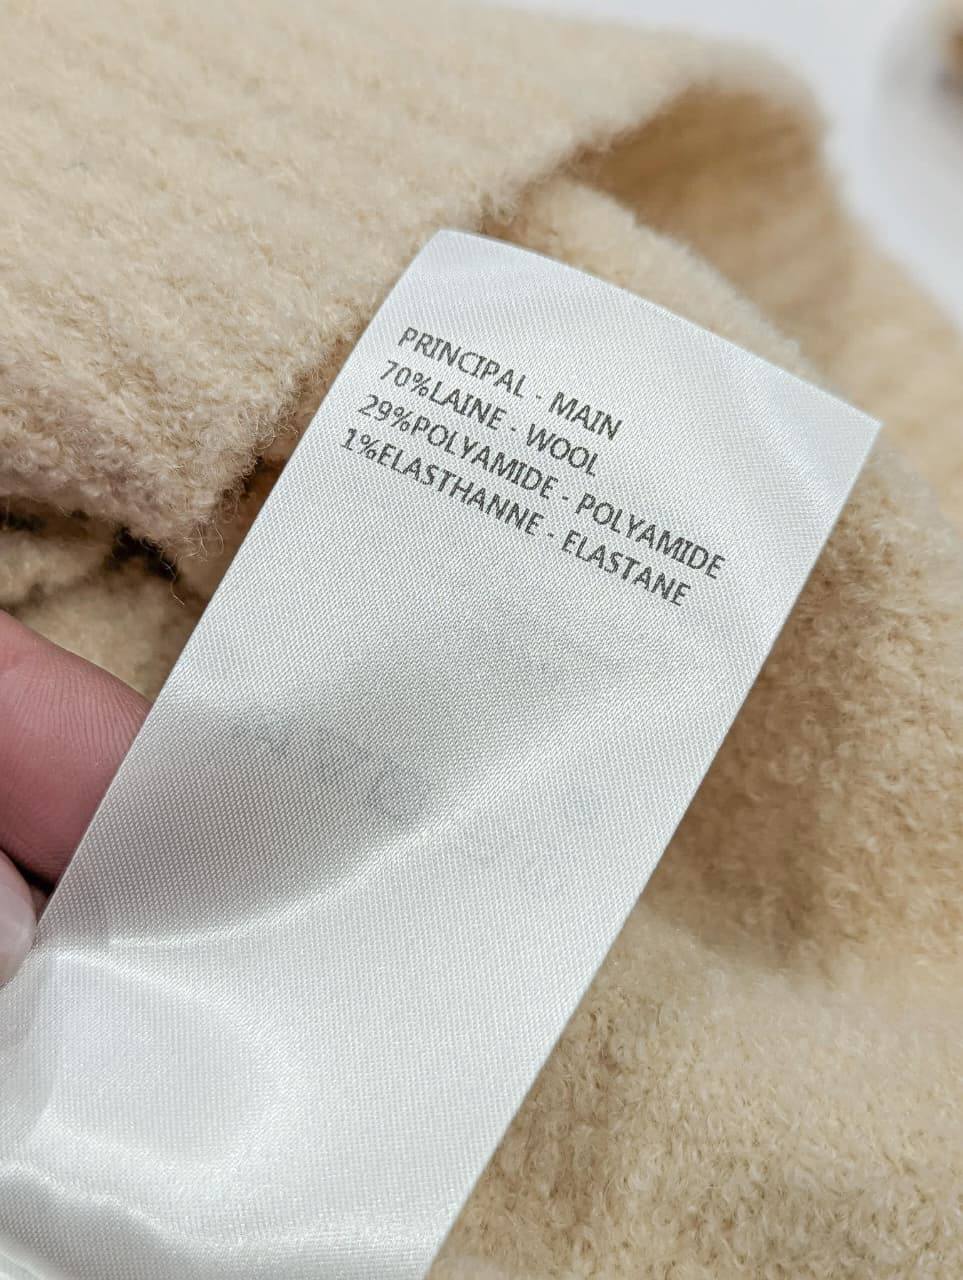 PRINCIPAL - MAIN
70%LAINE - WOOL
29%POLYAMIDE - POLYAMIDE
1%ELASTHANNE - ELASTANE